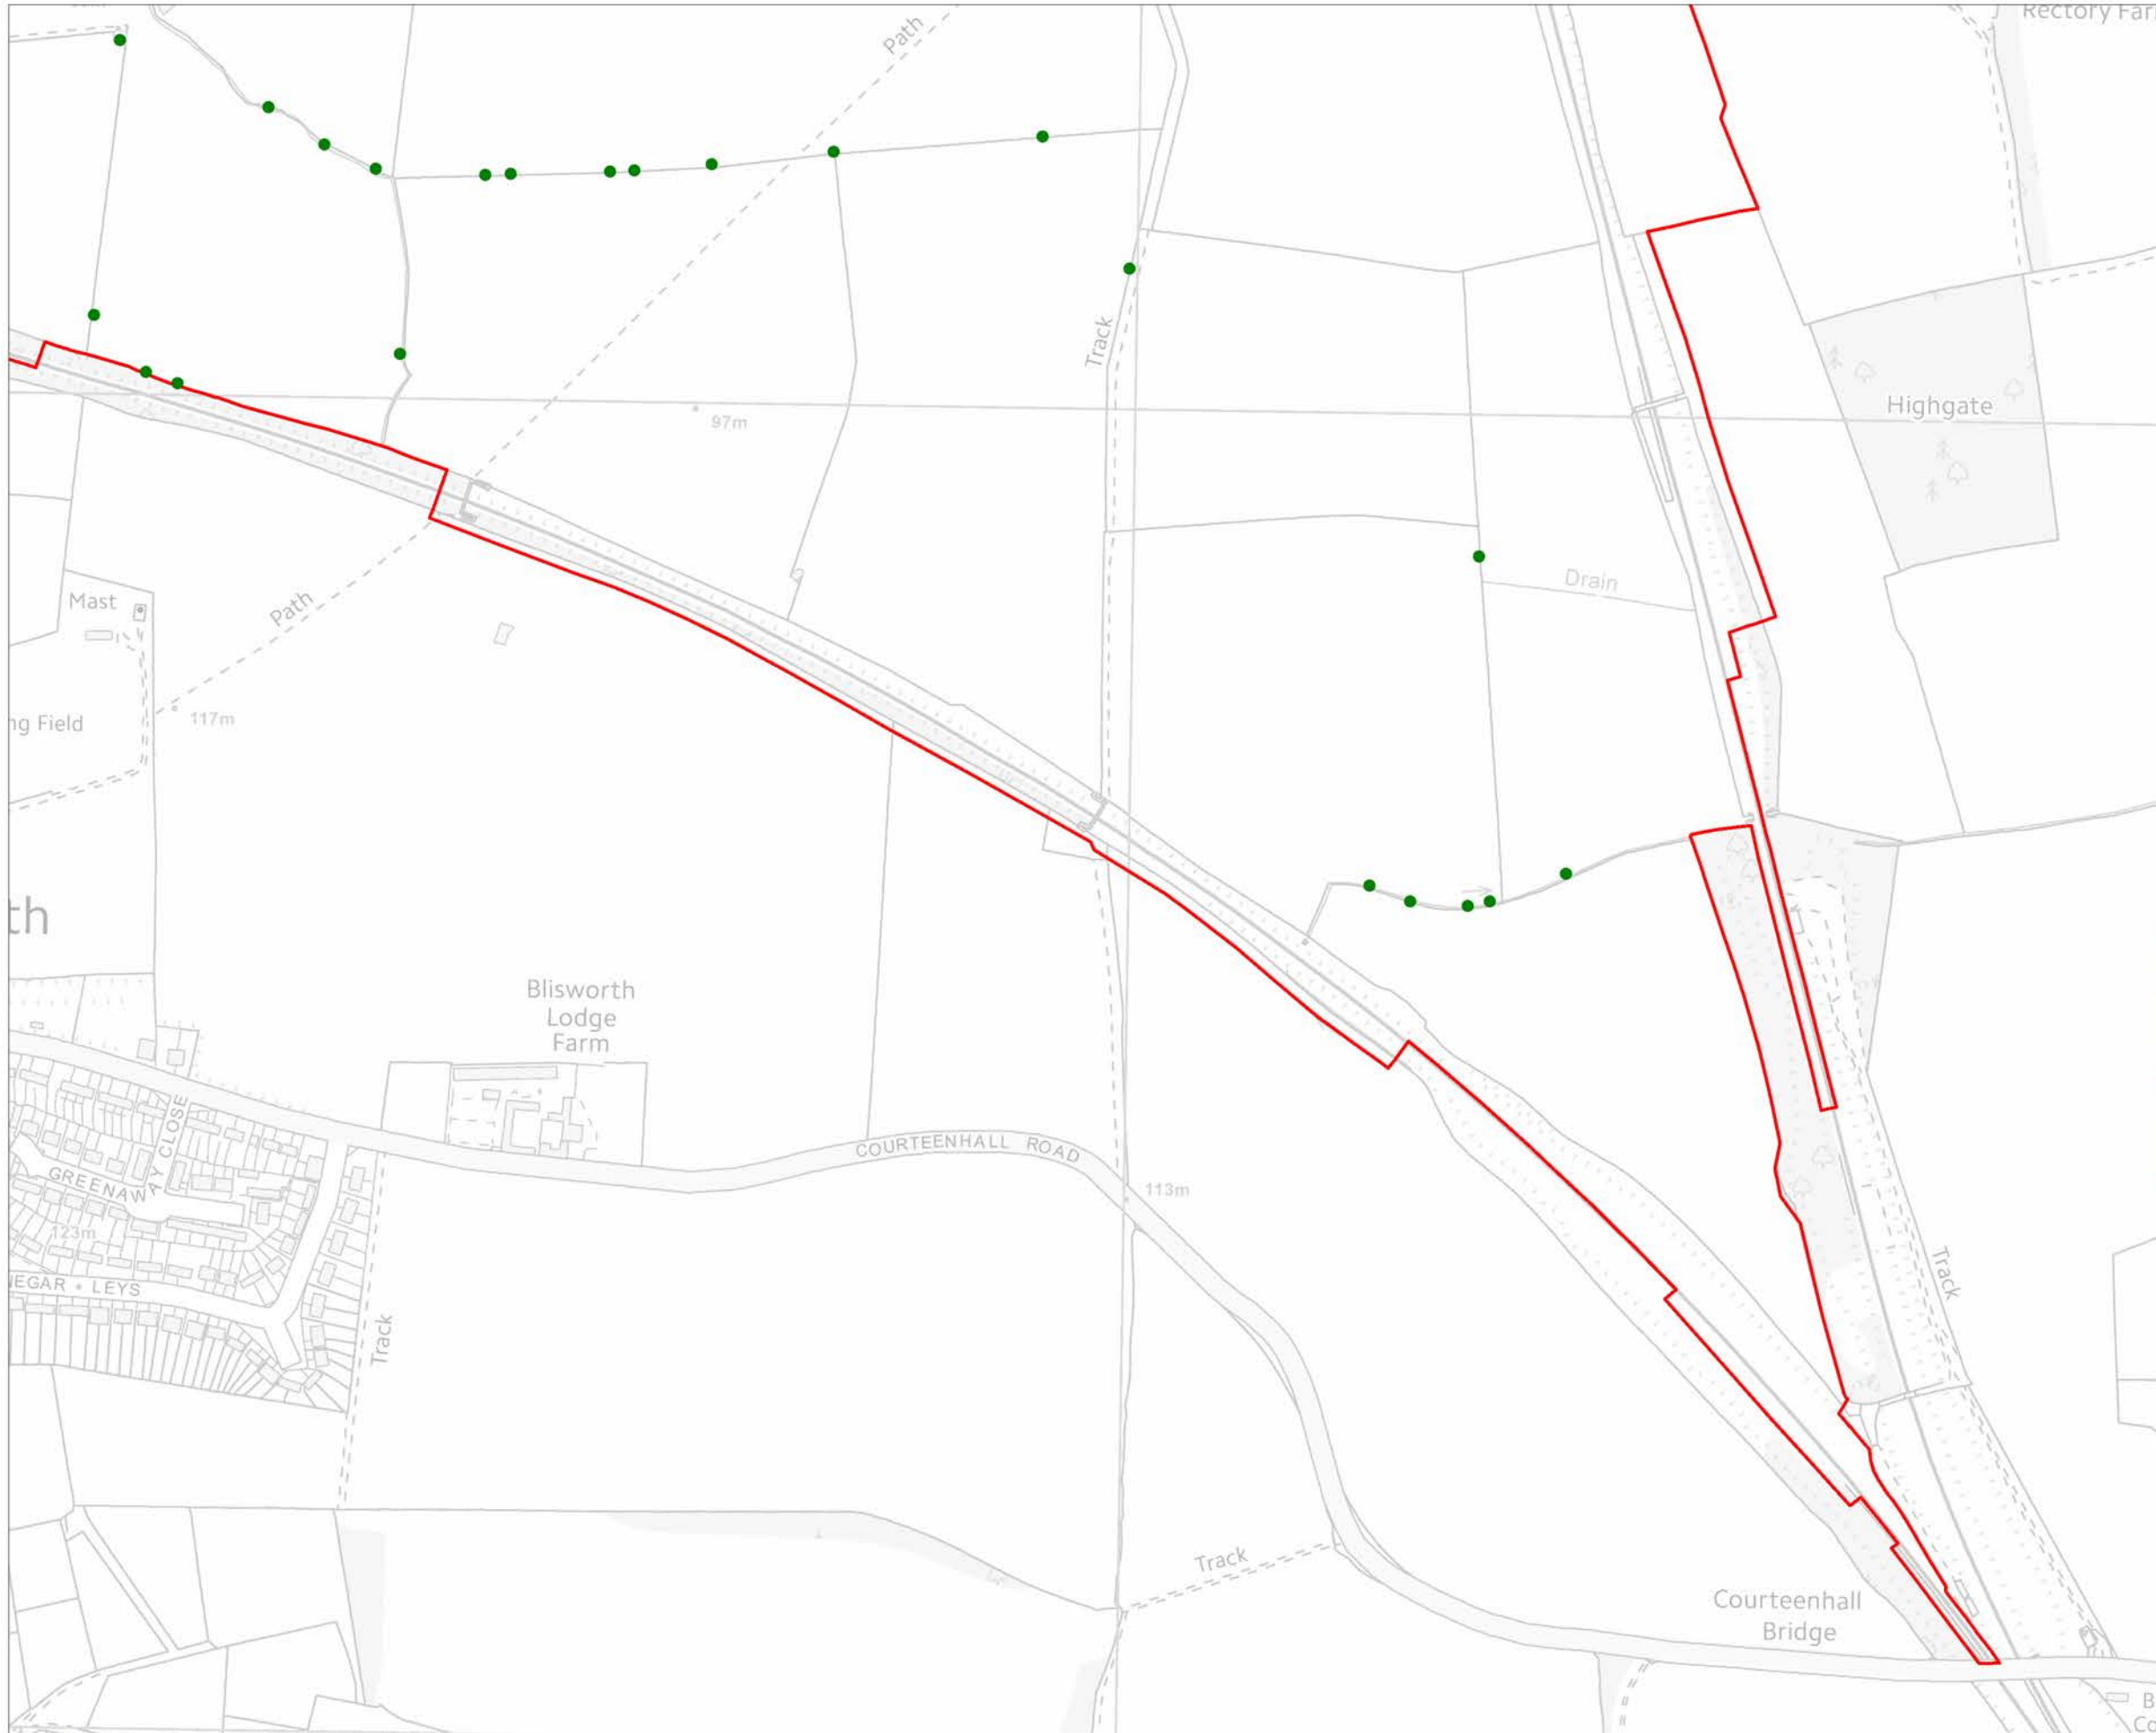 Path
Rectory Far
Track
97m
Highgate
Drain
Mast
Path
117m
ng Field
th
Blisworth
Lodge
Farm
COURTEENHALL ROAD
113m
GREENAWAY CLOSE
123m
NEGAR LEYS
Track
Track
Track
Courteenhall
Bridge
B
Co